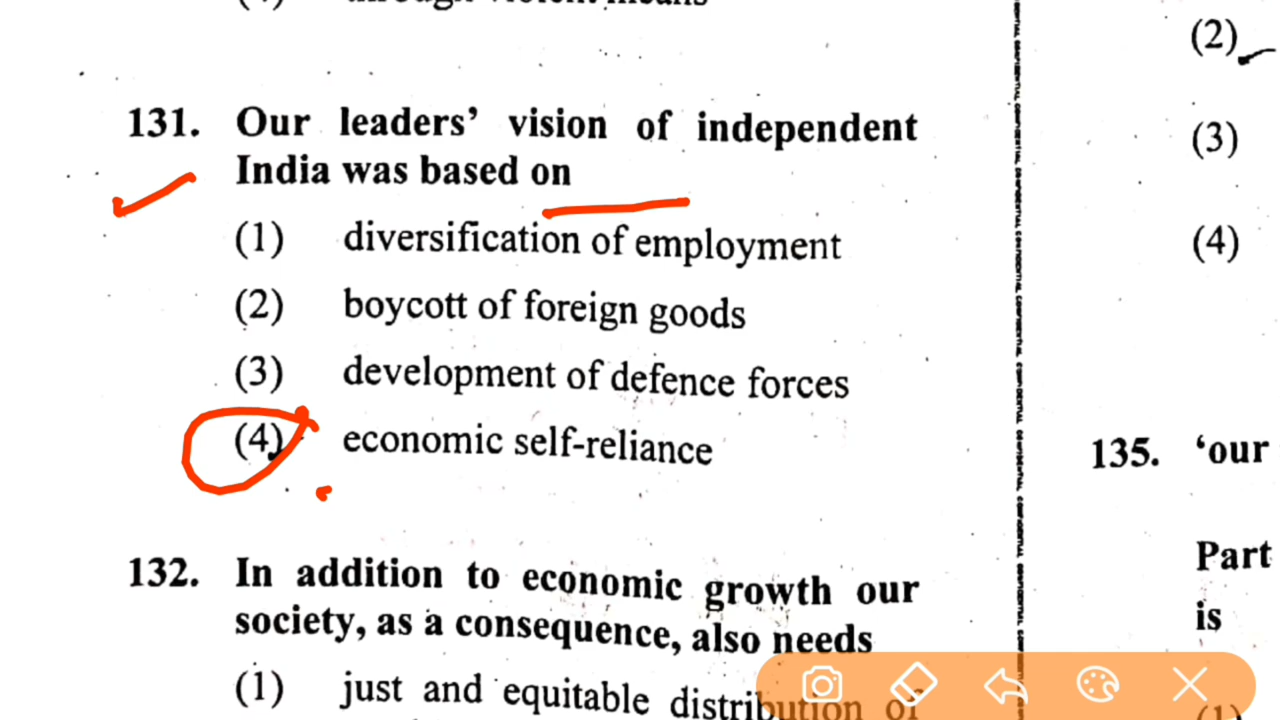 131. Our leaders’ vision of independent
India was based on
(1) diversification of employment
(2) boycott of foreign goods
(3) development of defence forces
(4) economic self-reliance
132. In addition to economic growth our
society, as a consequence, also needs
(1) just and equitable distribution of
(2)
(3)
(4)
135. ‘our
Part
is
(1)